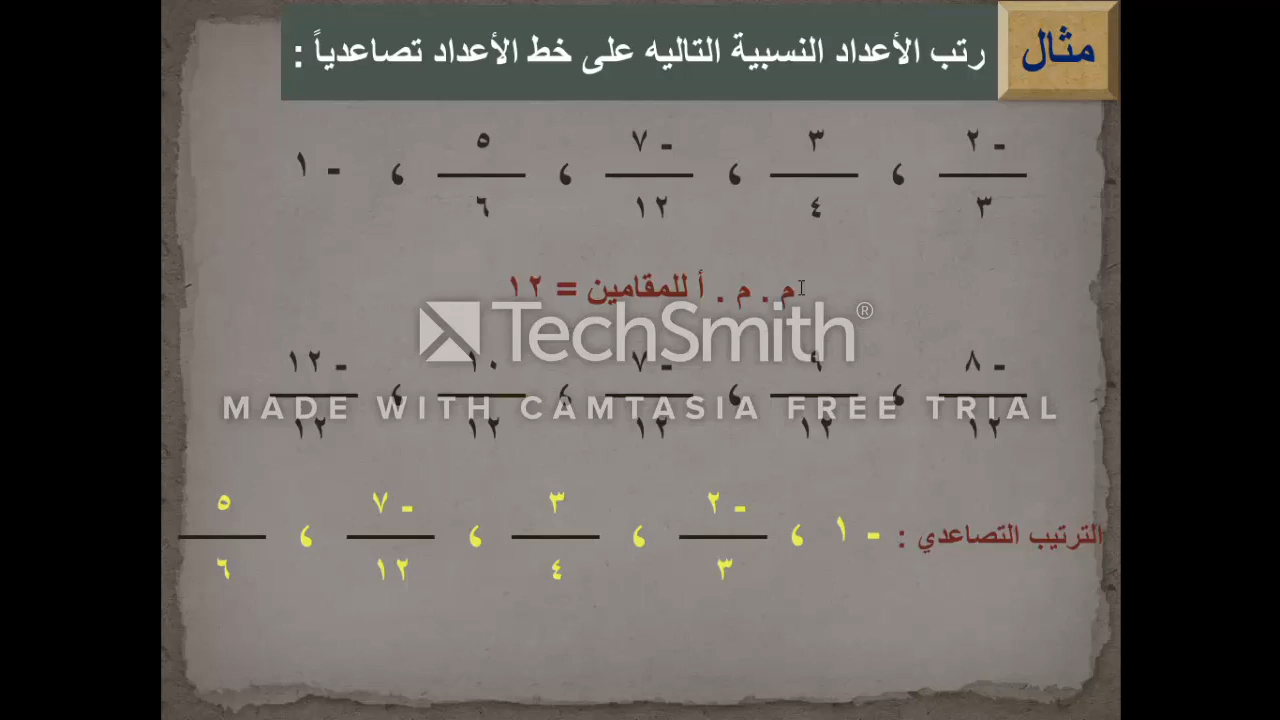 مثال
رتب الأعداد النسبية التاليه على خط الأعداد تصاعدياً :
- ٢ - ٧ ٣ ٥
٣ ، ٤ ، ١٢ ، ٦ ، - ١
م . م . أ للمقامين = ١٢
TechSmith®
- ٨ ٩ - ٧ ١٠ - ١٢
، ، ، ،
MADE WITH CAMTASIA FREE TRIAL
١٢ ١٢ ١٢ ١٢ ١٢
- ٢ ٣ - ٧ ٥
الترتيب التصاعدي : - ١ ، ، ، ،
٣ ٤ ١٢ ٦